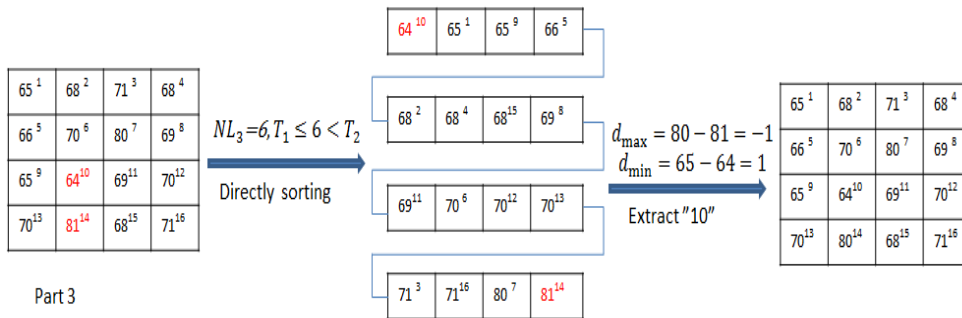 65 1 68 2 71 3 68 4
66 5 70 6 80 7 69 8
65 9 64 10 69 11 70 12
70 13 81 14 68 15 71 16
Part 3
NL₃=6,T₁ ≤ 6 < T₂
Directly sorting
64 10 65 1 65 9 66 5
68 2 68 4 68 15 69 8
69 11 70 6 70 12 70 13
71 3 71 16 80 7 81 14
d_max = 80 − 81 = −1
d_min = 65 − 64 = 1
Extract "10"
65 1 68 2 71 3 68 4
66 5 70 6 80 7 69 8
65 9 64 10 69 11 70 12
70 13 80 14 68 15 71 16